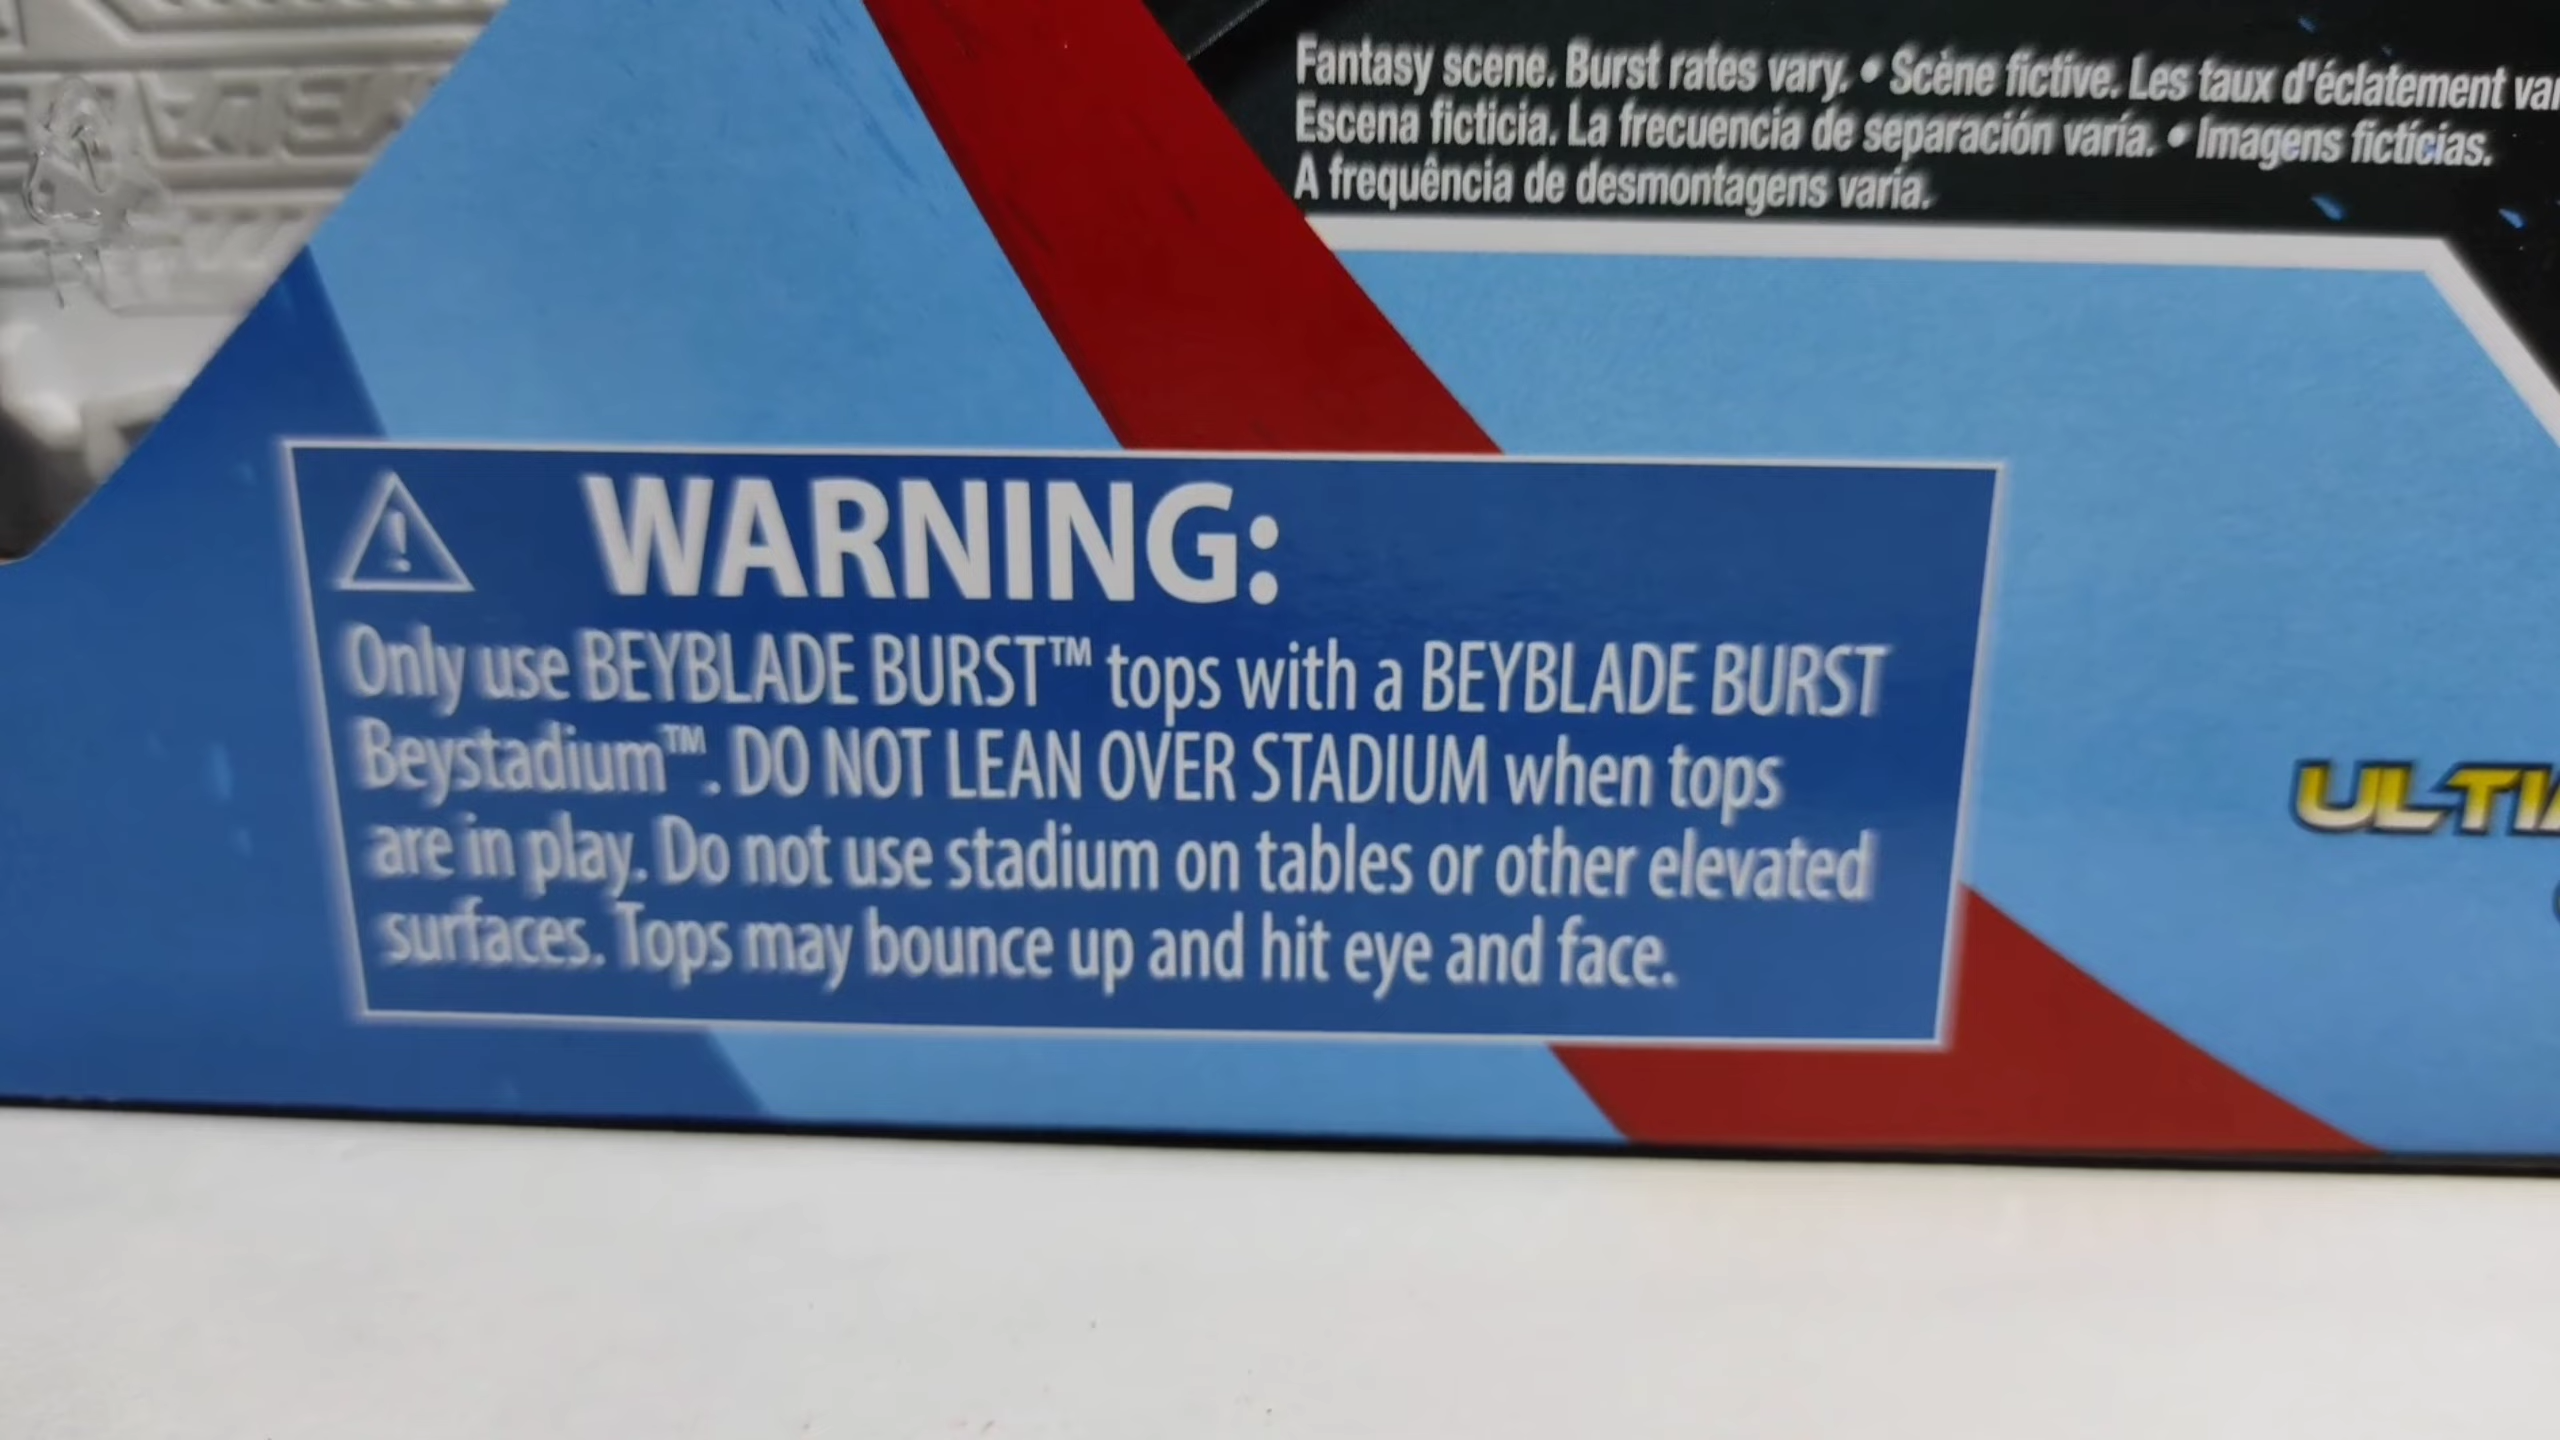 Fantasy scene. Burst rates vary. • Scène fictive. Les taux d'éclatement
Escena ficticia. La frecuencia de separación varía. • Imagens fictícias.
A frequência de desmontagens varia.
WARNING:
Only use BEYBLADE BURST™ tops with a BEYBLADE BURST
Beystadium™. DO NOT LEAN OVER STADIUM when tops
are in play. Do not use stadium on tables or other elevated
surfaces. Tops may bounce up and hit eye and face.